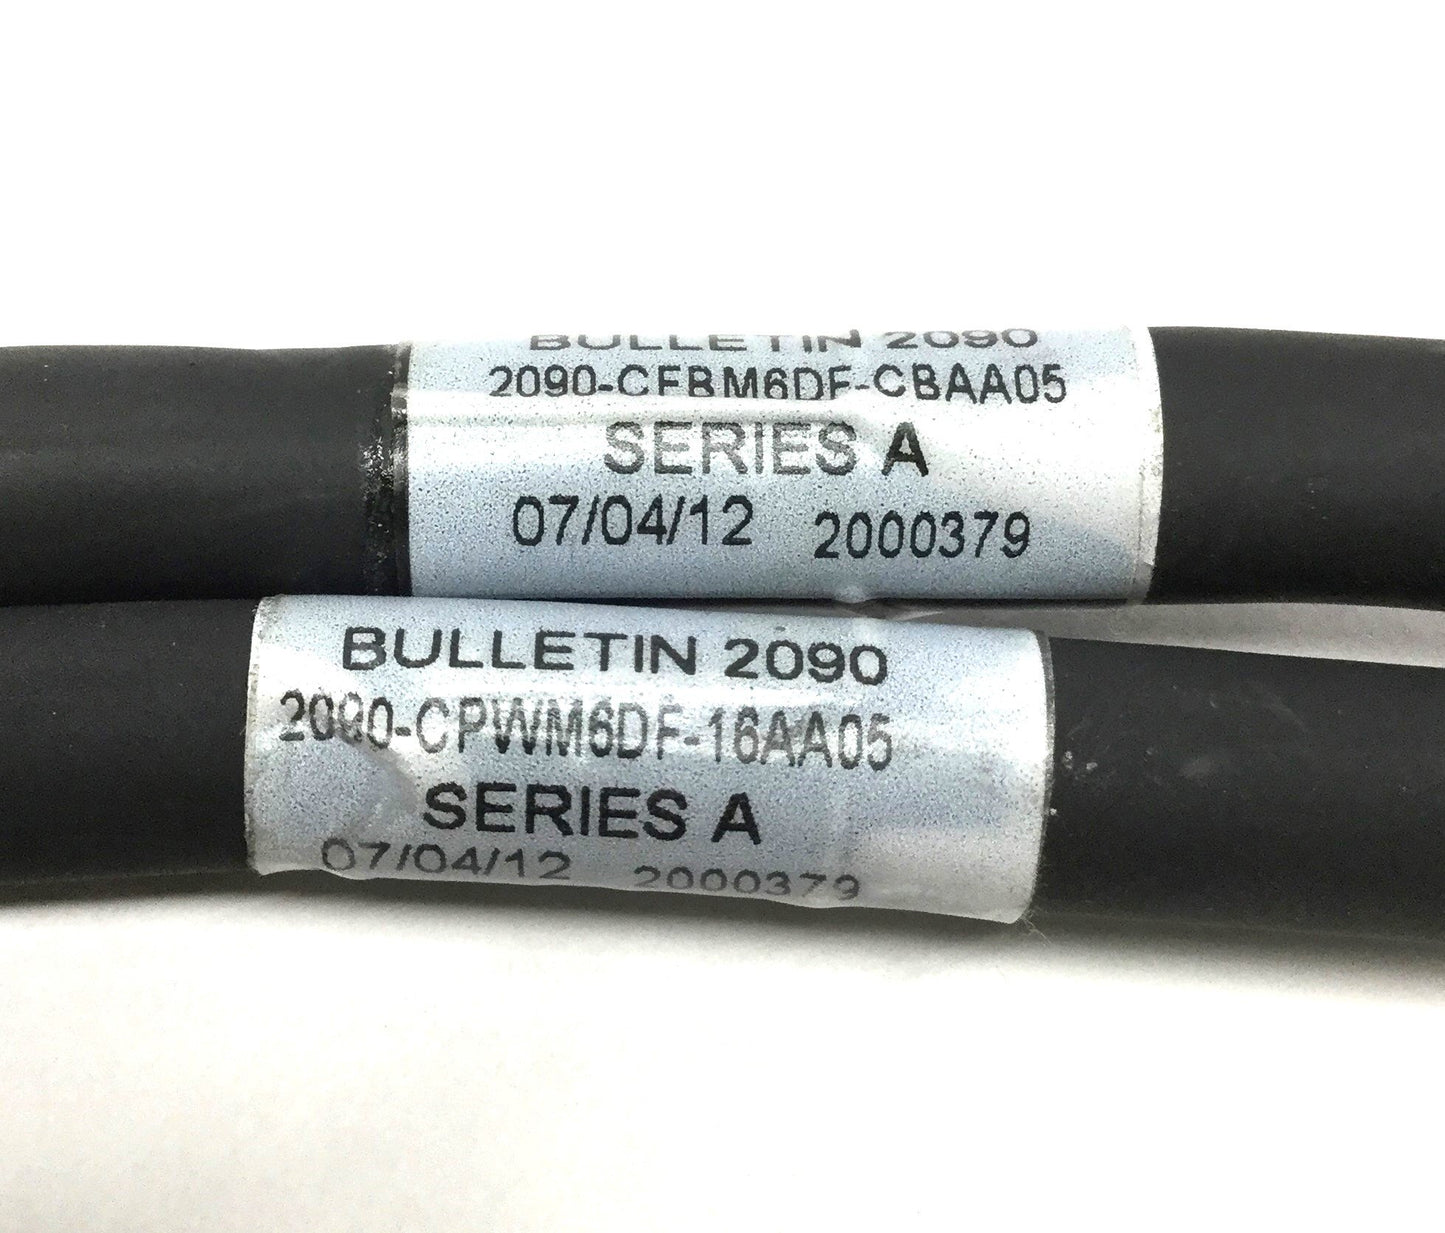 BULLETIN 2090
2090-CFBM6DF-CBAA05
SERIES A
07/04/12 2000379
BULLETIN 2090
2090-CPWM6DF-16AA05
SERIES A
07/04/12 2000379